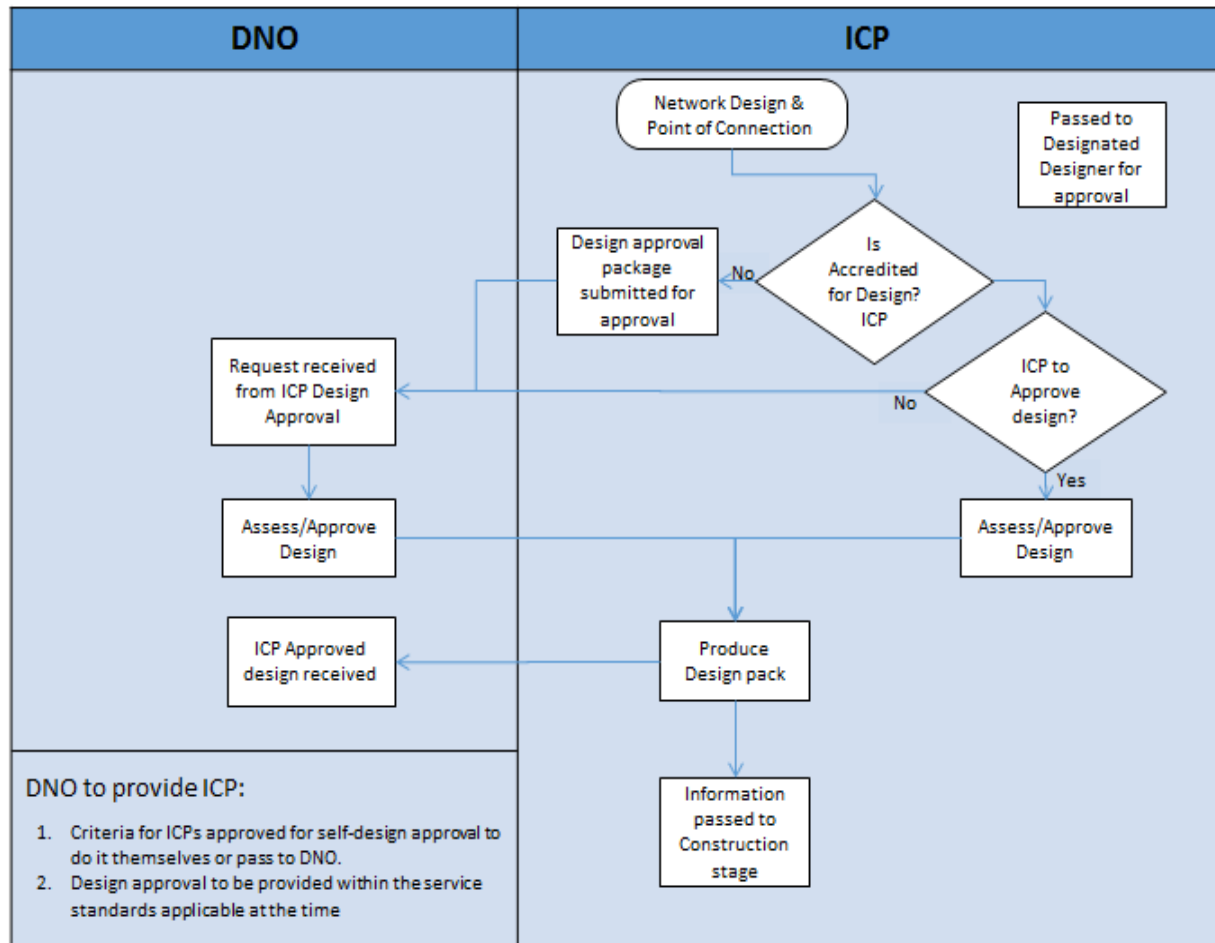 DNO
ICP
Network Design &
Point of Connection
Passed to
Designated
Designer for
approval
Is
Accredited
for Design?
ICP
No
Design approval
package
submitted for
approval
ICP to
Approve
design?
No
Yes
Request received
from ICP Design
Approval
Assess/Approve
Design
Assess/Approve
Design
ICP Approved
design received
Produce
Design pack
Information
passed to
Construction
stage
DNO to provide ICP:
1. Criteria for ICPs approved for self-design approval to
do it themselves or pass to DNO.
2. Design approval to be provided within the service
standards applicable at the time